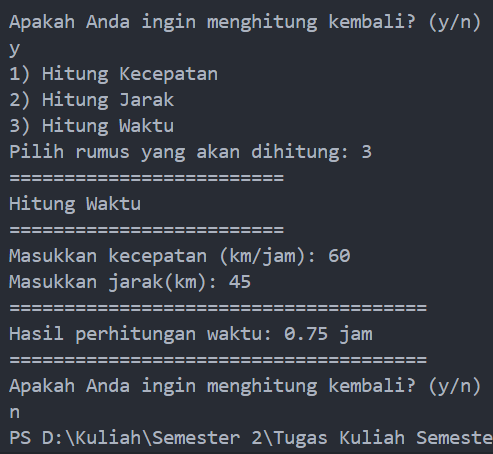 Apakah Anda ingin menghitung kembali? (y/n)
y
1) Hitung Kecepatan
2) Hitung Jarak
3) Hitung Waktu
Pilih rumus yang akan dihitung: 3
=========================
Hitung Waktu
=========================
Masukkan kecepatan (km/jam): 60
Masukkan jarak(km): 45
======================================
Hasil perhitungan waktu: 0.75 jam
======================================
Apakah Anda ingin menghitung kembali? (y/n)
n
PS D:\Kuliah\Semester 2\Tugas Kuliah Semeste